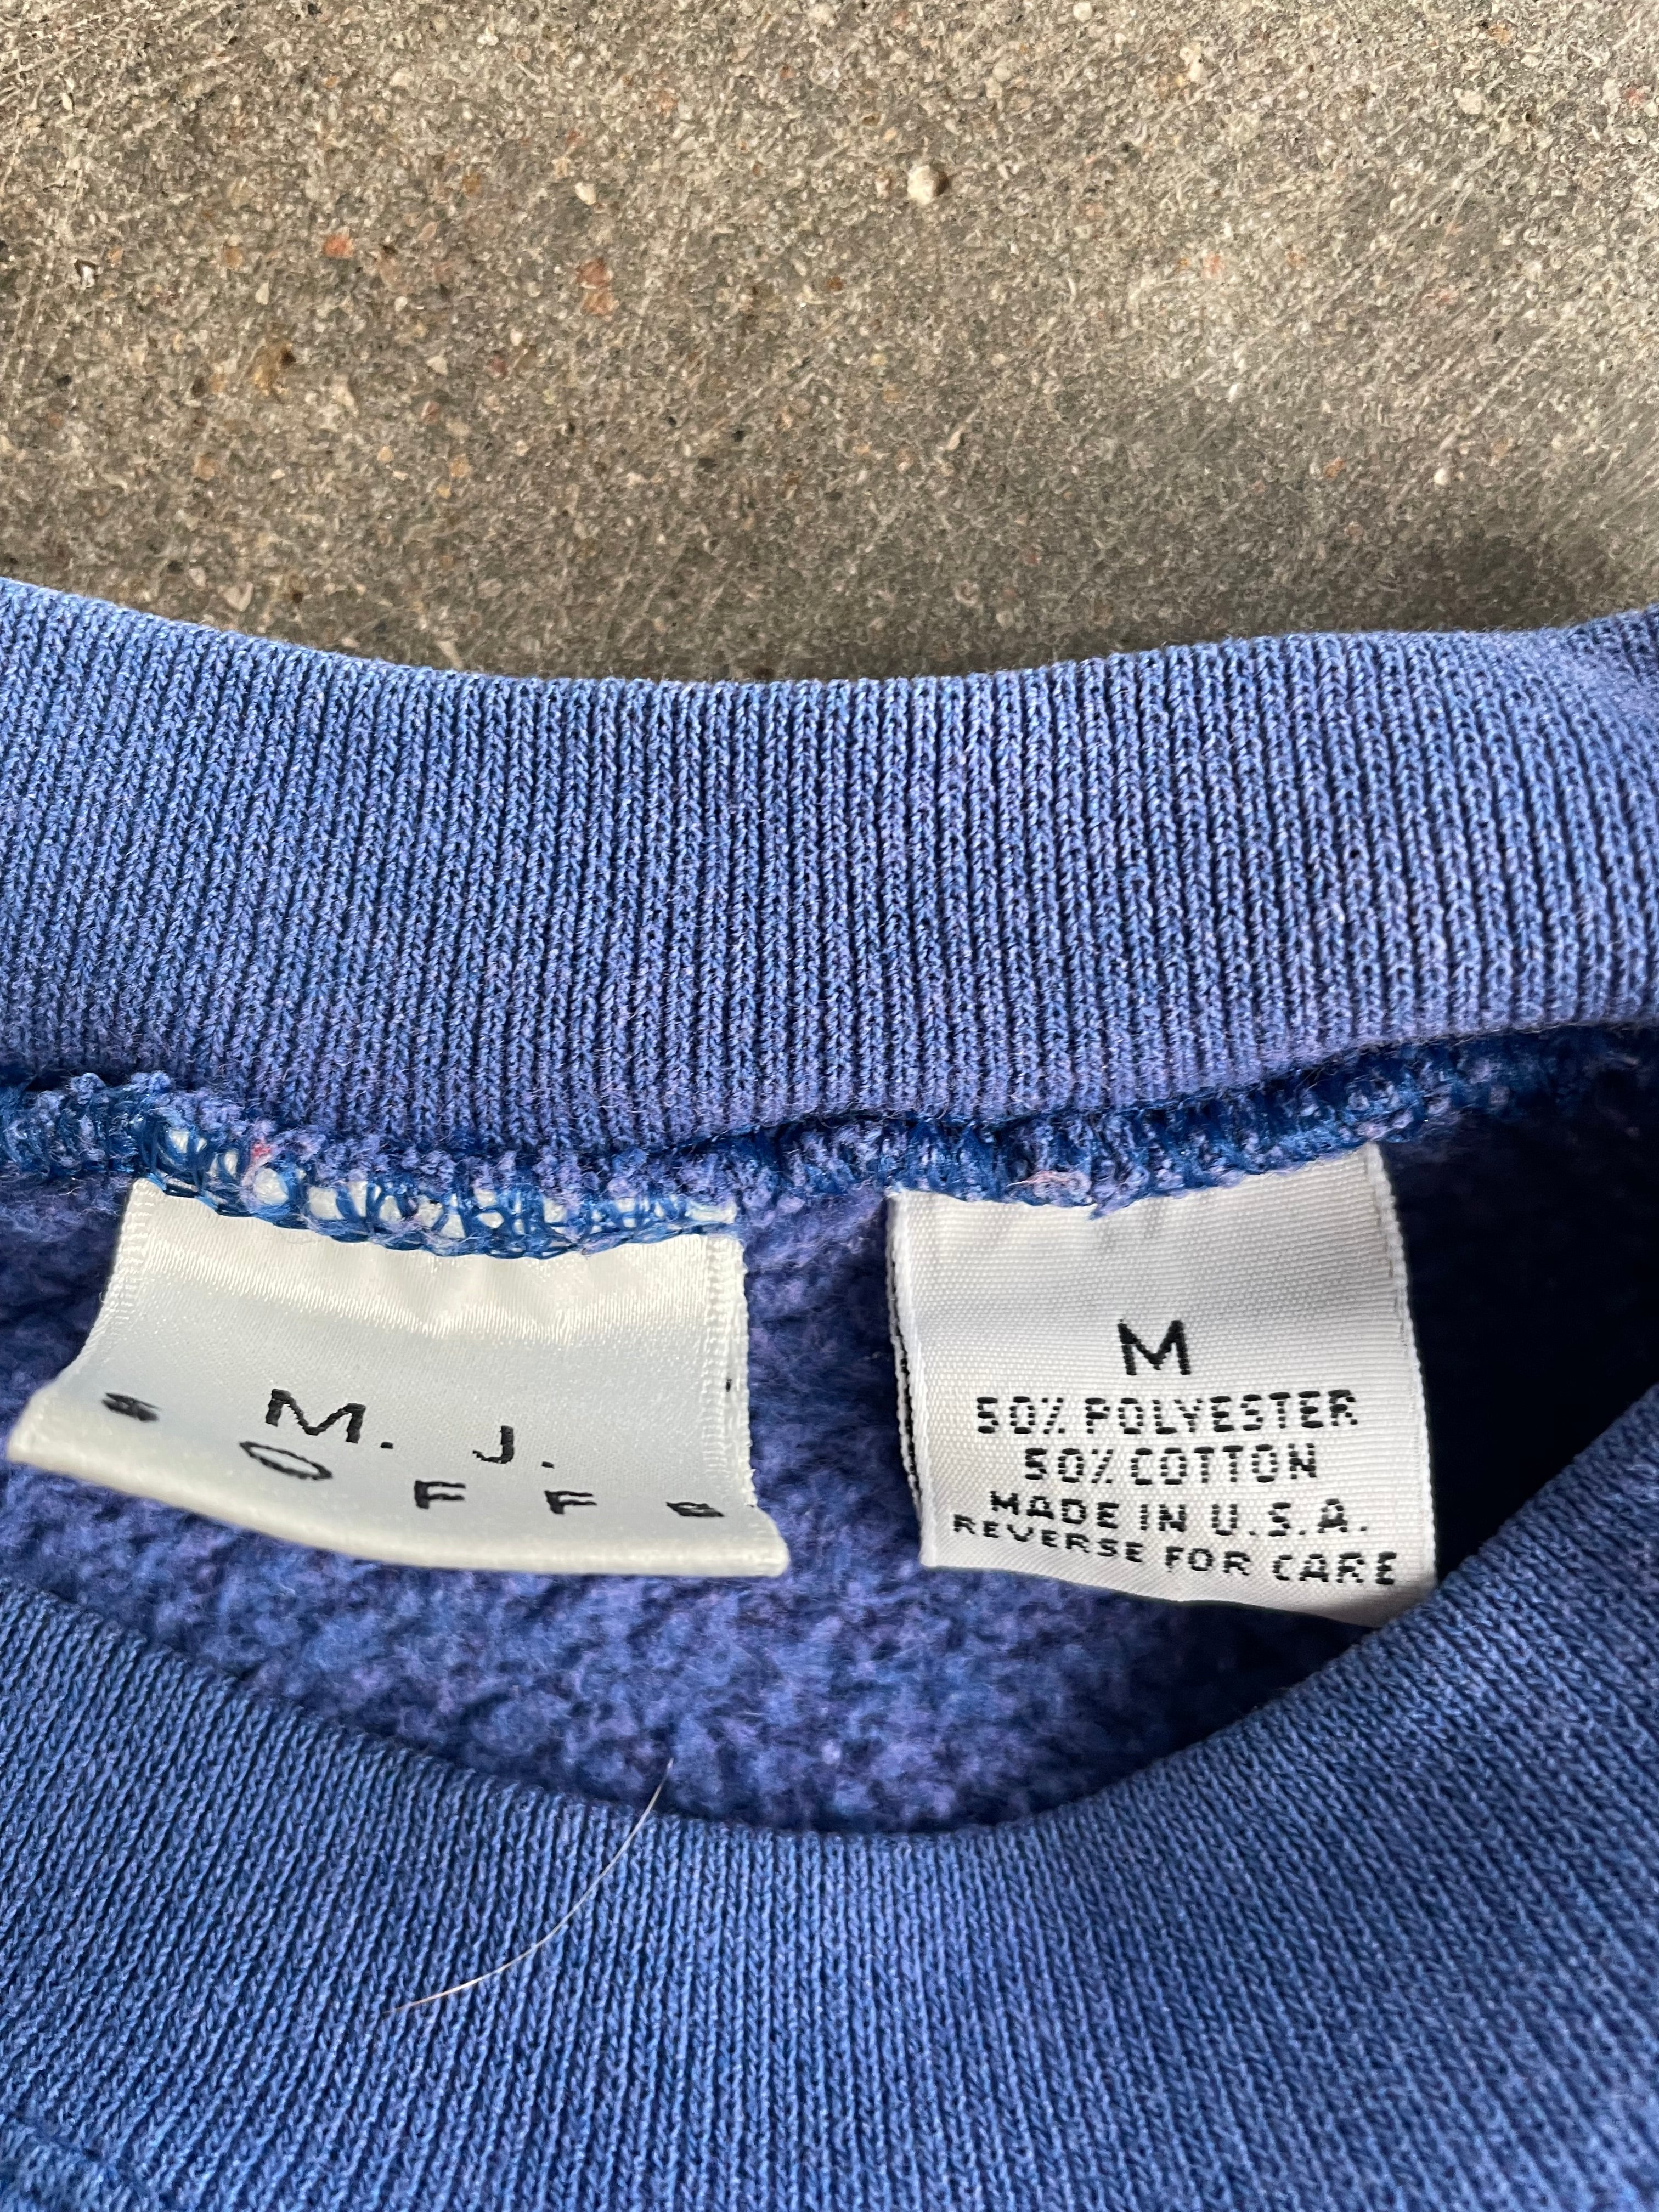 M. J.
OFF
M
50% POLYESTER
50% COTTON
MADE IN U.S.A.
REVERSE FOR CARE